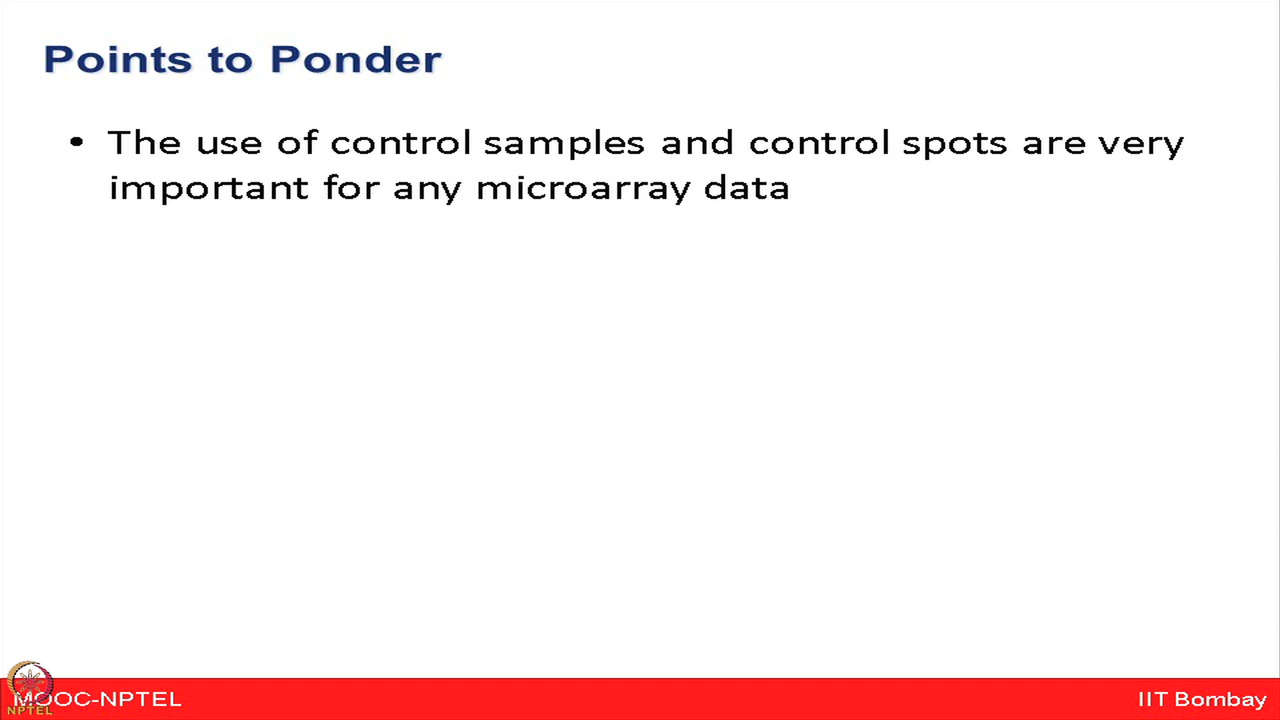 Points to Ponder
• The use of control samples and control spots are very
important for any microarray data
MOOC-NPTEL
NPTEL
IIT Bombay